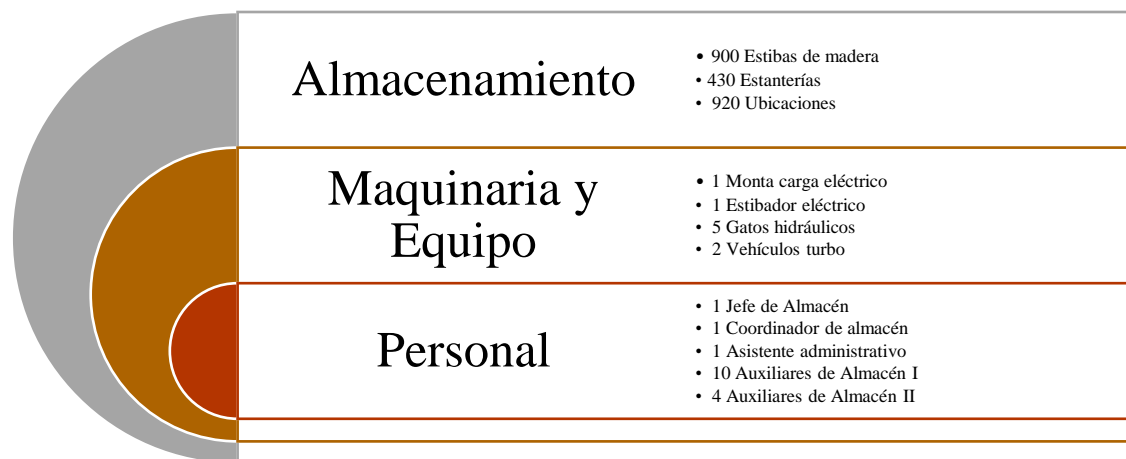 Almacenamiento
• 900 Estibas de madera
• 430 Estanterías
• 920 Ubicaciones
Maquinaria y
Equipo
• 1 Monta carga eléctrico
• 1 Estibador eléctrico
• 5 Gatos hidráulicos
• 2 Vehículos turbo
Personal
• 1 Jefe de Almacén
• 1 Coordinador de almacén
• 1 Asistente administrativo
• 10 Auxiliares de Almacén I
• 4 Auxiliares de Almacén II